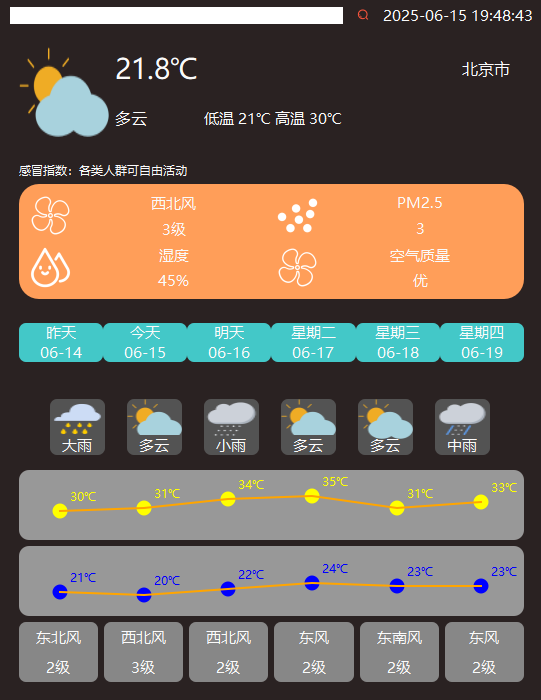 2025-06-15 19:48:43
21.8℃
北京市
多云
低温 21℃ 高温 30℃
感冒指数：各类人群可自由活动
西北风
PM2.5
3级
3
湿度
空气质量
45%
优
昨天 今天 明天 星期二 星期三 星期四
06-14 06-15 06-16 06-17 06-18 06-19
大雨 多云 小雨 多云 多云 中雨
30℃ 31℃ 34℃ 35℃ 31℃ 33℃
21℃ 20℃ 22℃ 24℃ 23℃ 23℃
东北风 西北风 西北风 东风 东南风 东风
2级 3级 2级 2级 2级 2级